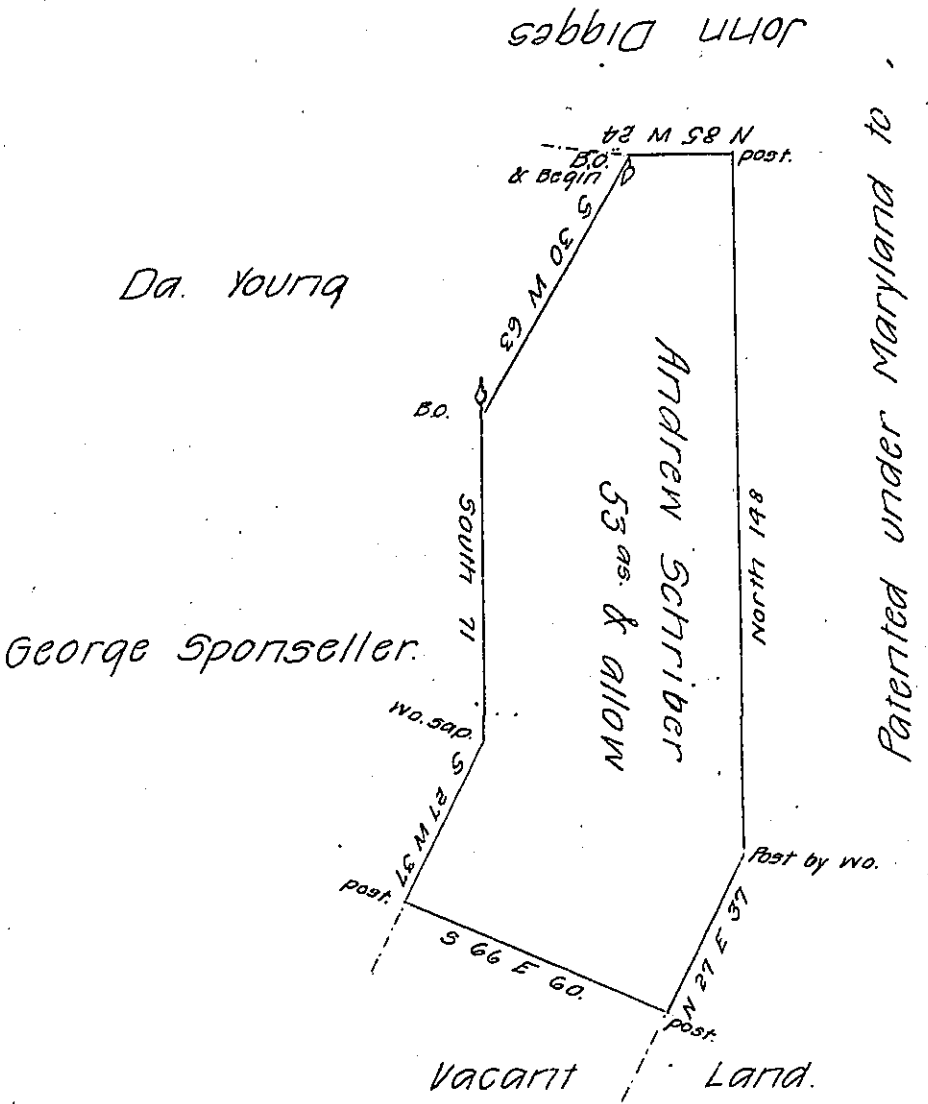 John Digges
Patented under Maryland to
N 85 W 24
B.O.
& Begin
post.
S 30 W 63
Da. Young
B.O.
Andrew Schriber
53 as. & allow
North 148
South 71
George Sponseller.
Wo. sap.
S 27 W 37
post.
Post by Wo.
N 27 E 37
S 66 E 60.
post.
Vacant Land.